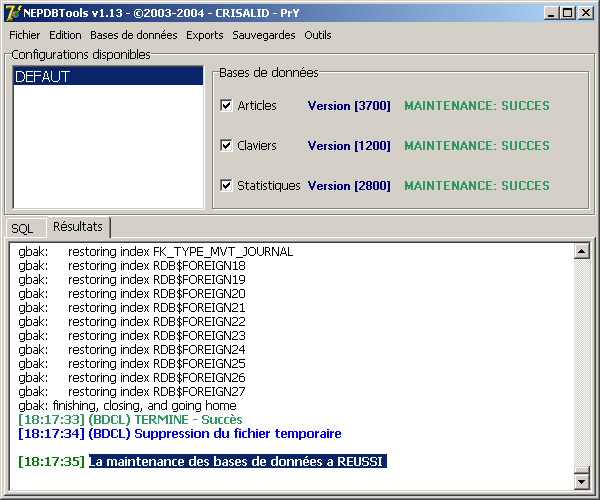 NEPDBTools v1.13 - ©2003-2004 - CRISALID - PrY
Fichier Edition Bases de données Exports Sauvegardes Outils
Configurations disponibles
DEFAUT
Bases de données
Articles Version [3700] MAINTENANCE: SUCCES
Claviers Version [1200] MAINTENANCE: SUCCES
Statistiques Version [2800] MAINTENANCE: SUCCES
SQL Résultats
gbak: restoring index FK_TYPE_MVT_JOURNAL
gbak: restoring index RDB$FOREIGN18
gbak: restoring index RDB$FOREIGN19
gbak: restoring index RDB$FOREIGN20
gbak: restoring index RDB$FOREIGN21
gbak: restoring index RDB$FOREIGN22
gbak: restoring index RDB$FOREIGN23
gbak: restoring index RDB$FOREIGN24
gbak: restoring index RDB$FOREIGN25
gbak: restoring index RDB$FOREIGN26
gbak: restoring index RDB$FOREIGN27
gbak: finishing, closing, and going home
[18:17:33] (BDCL) TERMINE - Succès
[18:17:34] (BDCL) Suppression du fichier temporaire
[18:17:35] La maintenance des bases de données a REUSSI